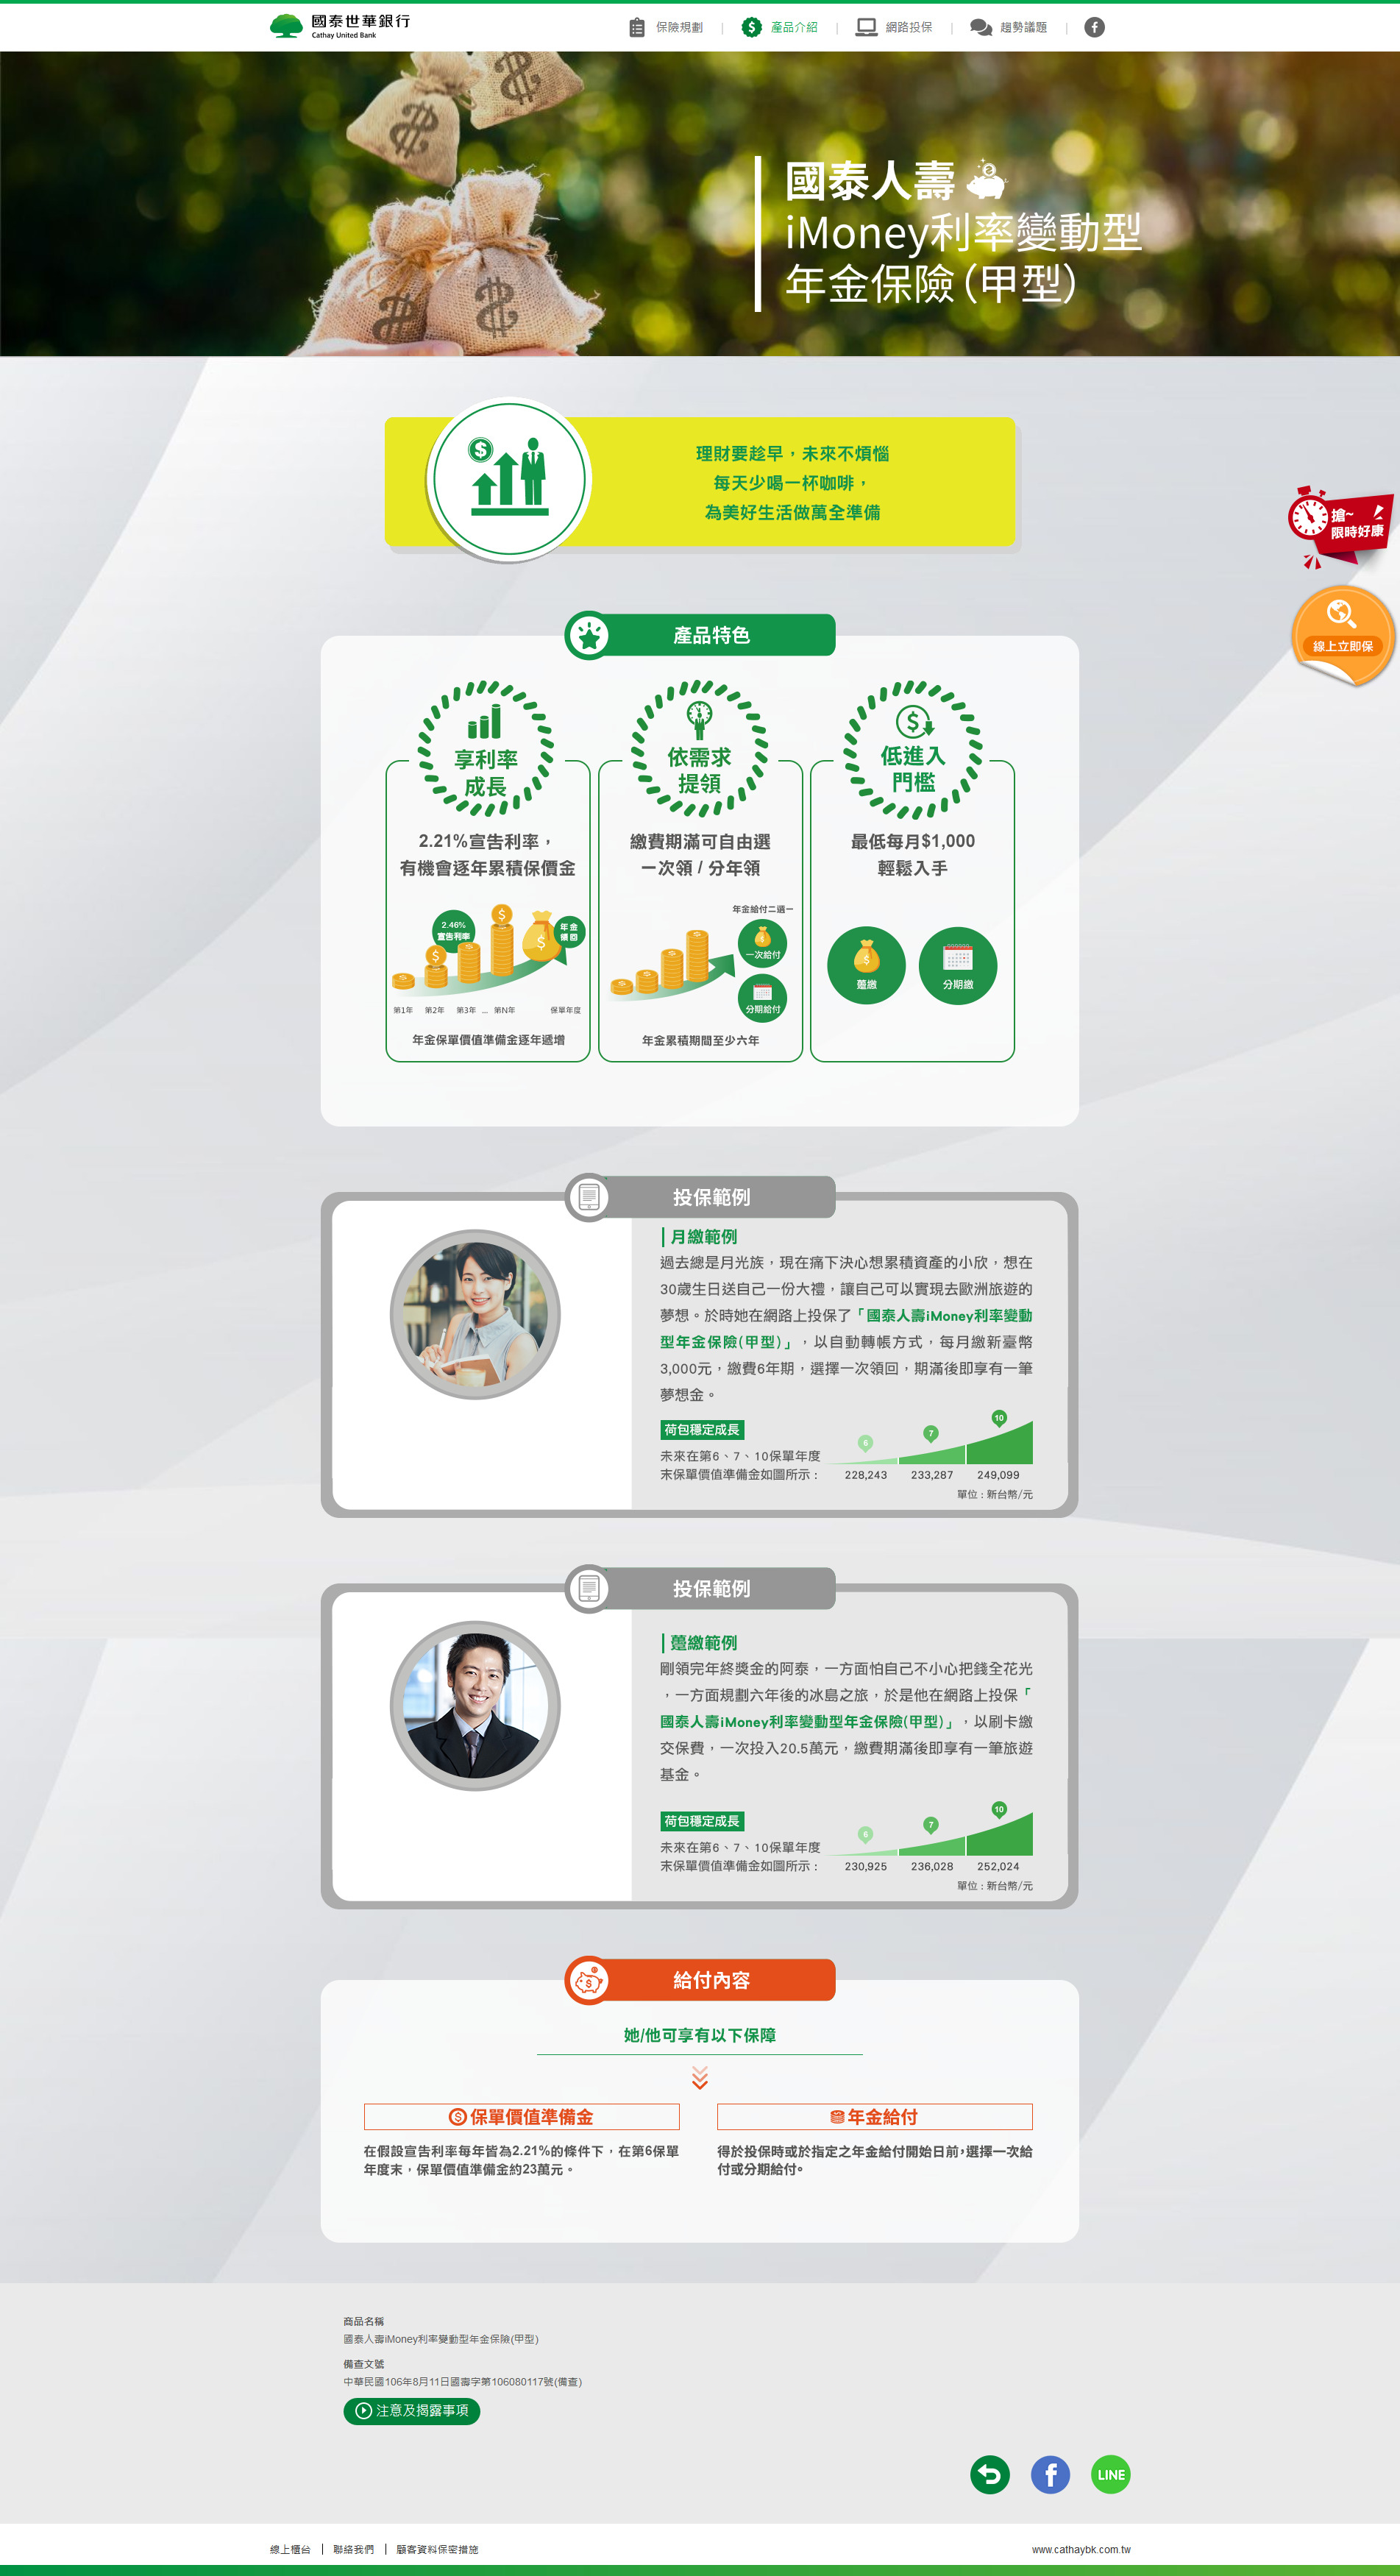 國泰世華銀行
Cathay United Bank
保險規劃 | 產品介紹 | 網路投保 | 趨勢議題 |
國泰人壽
iMoney利率變動型
年金保險(甲型)
理財要趁早，未來不煩惱
每天少喝一杯咖啡，
為美好生活做萬全準備
搶~
限時好康
線上立即保
產品特色
享利率
成長
2.21%宣告利率，
有機會逐年累積保價金
2.46%
宣告利率
年金
領回
第1年 第2年 第3年 ... 第N年 保單年度
年金保單價值準備金逐年遞增
依需求
提領
繳費期滿可自由選
一次領 / 分年領
年金給付二選一
一次給付
分期給付
年金累積期間至少六年
低進入
門檻
最低每月$1,000
輕鬆入手
躉繳
分期繳
投保範例
月繳範例
過去總是月光族，現在痛下決心想累積資產的小欣，想在
30歲生日送自己一份大禮，讓自己可以實現去歐洲旅遊的
夢想。於時她在網路上投保了「國泰人壽iMoney利率變動
型年金保險(甲型)」，以自動轉帳方式，每月繳新臺幣
3,000元，繳費6年期，選擇一次領回，期滿後即享有一筆
夢想金。
荷包穩定成長
未來在第6、7、10保單年度
末保單價值準備金如圖所示：
6 7 10
228,243 233,287 249,099
單位：新台幣/元
投保範例
躉繳範例
剛領完年終獎金的阿泰，一方面怕自己不小心把錢全花光
，一方面規劃六年後的冰島之旅，於是他在網路上投保「
國泰人壽iMoney利率變動型年金保險(甲型)」，以刷卡繳
交保費，一次投入20.5萬元，繳費期滿後即享有一筆旅遊
基金。
荷包穩定成長
未來在第6、7、10保單年度
末保單價值準備金如圖所示：
6 7 10
230,925 236,028 252,024
單位：新台幣/元
給付內容
她/他可享有以下保障
保單價值準備金
在假設宣告利率每年皆為2.21%的條件下，在第6保單
年度末，保單價值準備金約23萬元。
年金給付
得於投保時或於指定之年金給付開始日前，選擇一次給
付或分期給付。
商品名稱
國泰人壽iMoney利率變動型年金保險(甲型)
備查文號
中華民國106年8月11日國壽字第106080117號(備查)
注意及揭露事項
LINE
線上櫃台 | 聯絡我們 | 顧客資料保密措施
www.cathaybk.com.tw